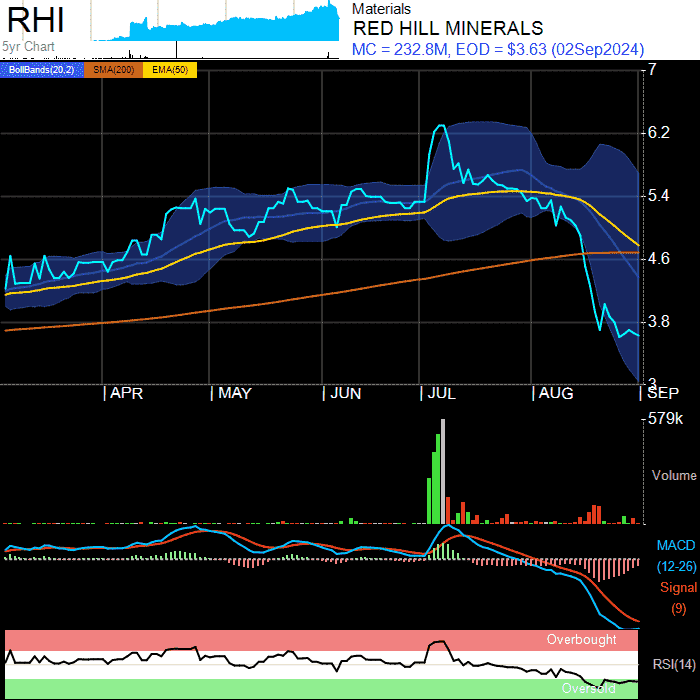 RHI
5yr Chart
Materials
RED HILL MINERALS
MC = 232.8M, EOD = $3.63 (02Sep2024)
BollBands(20,2) SMA(200) EMA(50)
7
6.2
5.4
4.6
3.8
3
APR MAY JUN JUL AUG SEP
579k
Volume
MACD
(12-26)
Signal
(9)
Overbought
RSI(14)
Oversold